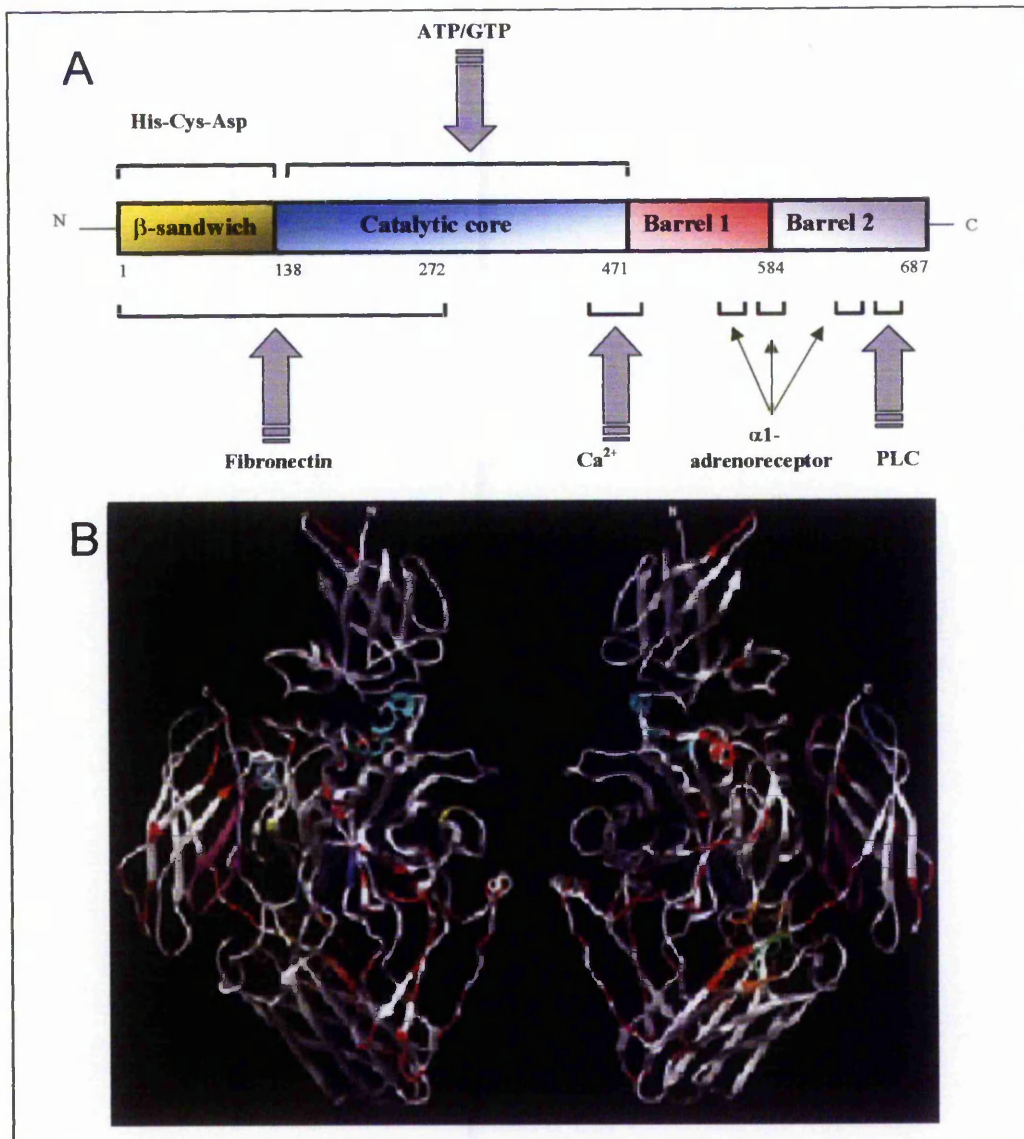 ATP/GTP
A
His-Cys-Asp
N β-sandwich Catalytic core Barrel 1 Barrel 2 C
1 138 272 471 584 687
Fibronectin Ca²⁺ α1-adrenoreceptor PLC
B
N N